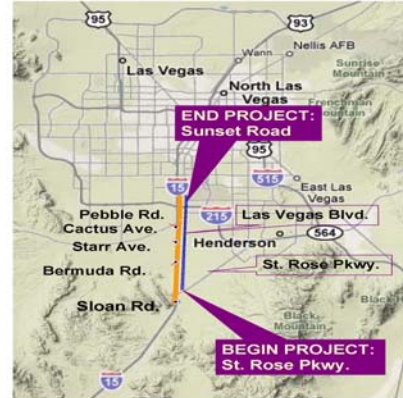 95
93
Nellis AFB
Wann
Las Vegas
Sunrise
Mountain
North Las
Vegas
Frenchman
Mountain
END PROJECT:
Sunset Road
95
15
515
East Las
Vegas
Pebble Rd.
215
Las Vegas Blvd.
Cactus Ave.
Starr Ave.
Henderson
564
Bermuda Rd.
St. Rose Pkwy.
Sloan Rd.
Black
Mountain
BEGIN PROJECT:
St. Rose Pkwy.
15